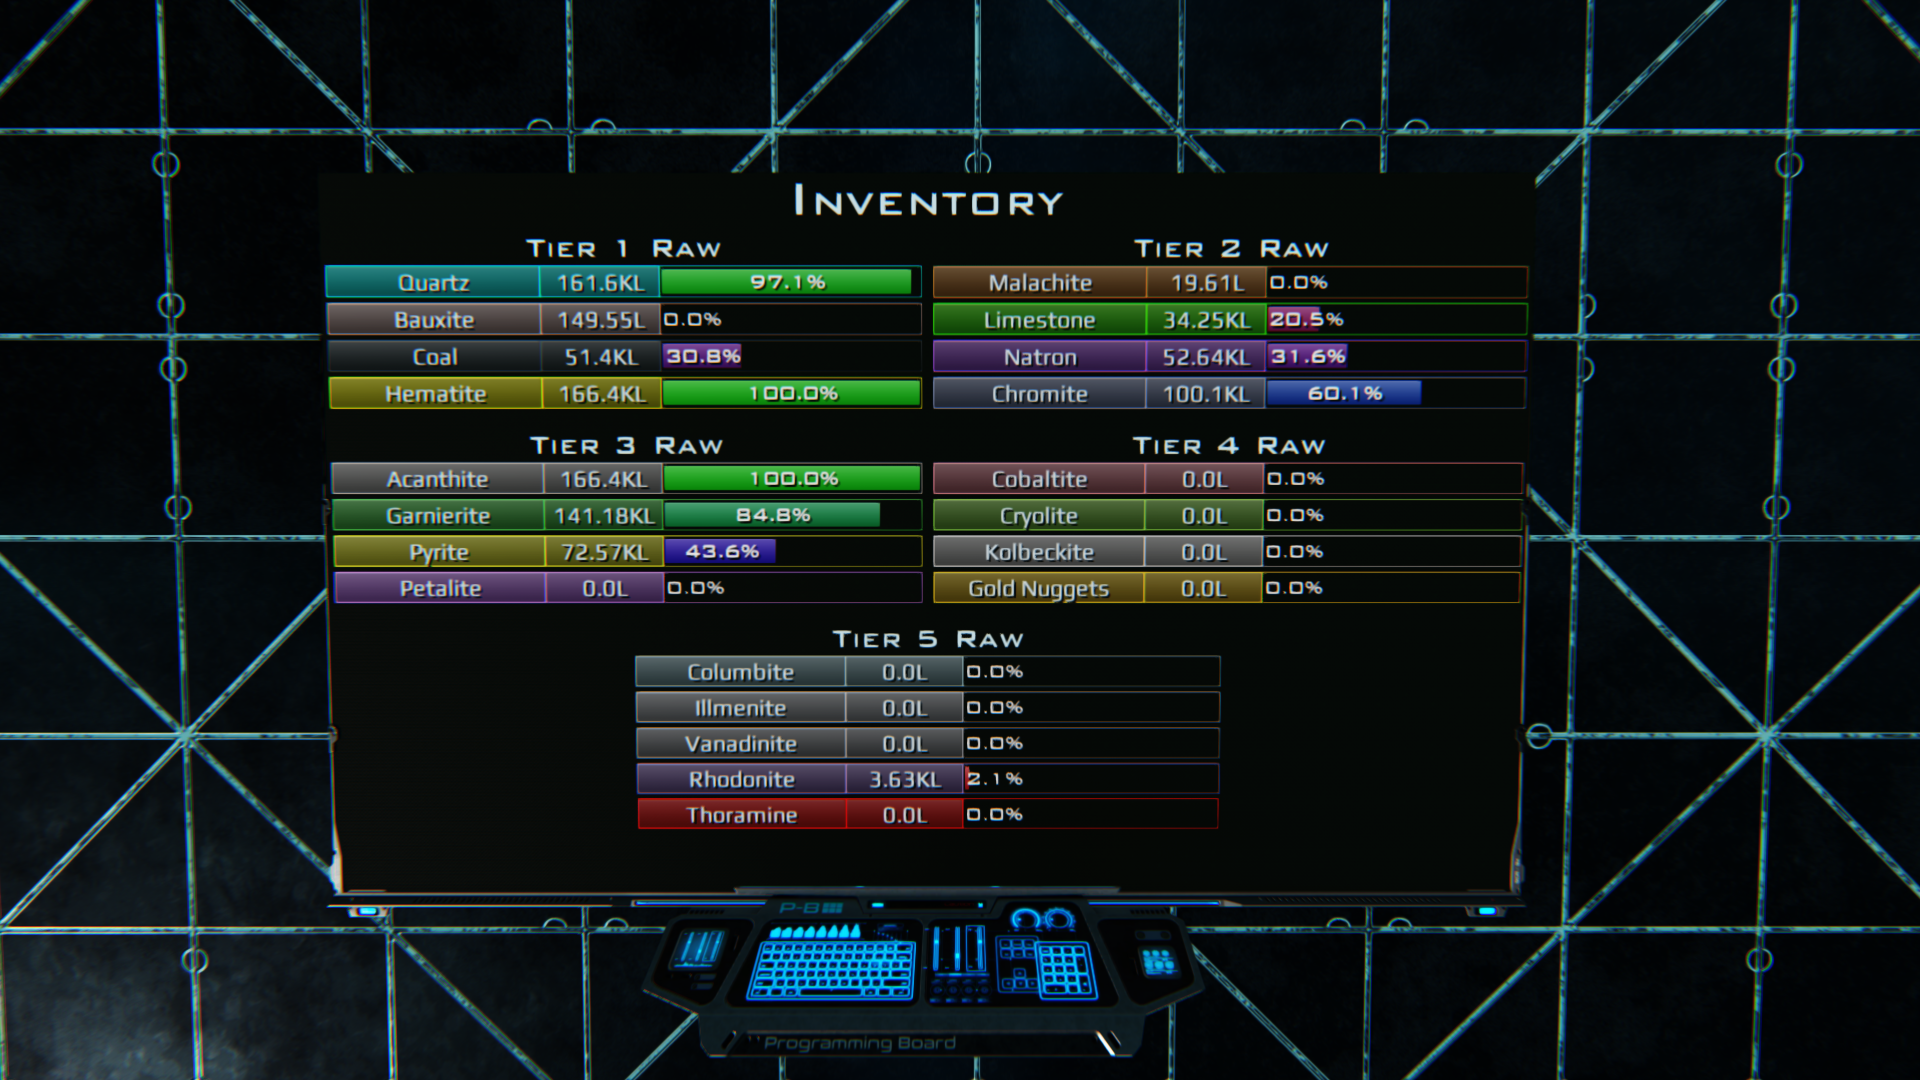 Inventory
Tier 1 Raw
Quartz 161.6KL 97.1%
Bauxite 149.55L 0.0%
Coal 51.4KL 30.8%
Hematite 166.4KL 100.0%
Tier 2 Raw
Malachite 19.61L 0.0%
Limestone 34.25KL 20.5%
Natron 52.64KL 31.6%
Chromite 100.1KL 60.1%
Tier 3 Raw
Acanthite 166.4KL 100.0%
Garnierite 141.18KL 84.8%
Pyrite 72.57KL 43.6%
Petalite 0.0L 0.0%
Tier 4 Raw
Cobaltite 0.0L 0.0%
Cryolite 0.0L 0.0%
Kolbeckite 0.0L 0.0%
Gold Nuggets 0.0L 0.0%
Tier 5 Raw
Columbite 0.0L 0.0%
Illmenite 0.0L 0.0%
Vanadinite 0.0L 0.0%
Rhodonite 3.63KL 2.1%
Thoramine 0.0L 0.0%
P-8
Programming Board